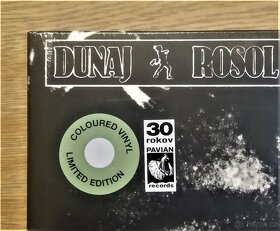 DUNAJ ROSOL
COLOURED VINYL
LIMITED EDITION
30
rokov
PAVIAN
records